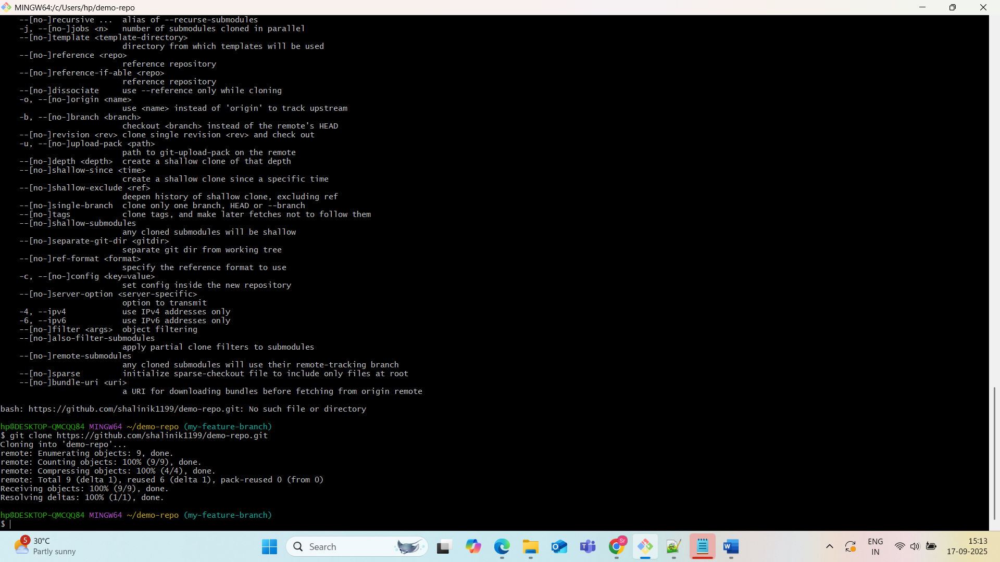 MINGW64:/c/Users/hp/demo-repo
--[no-]recursive ...  alias of --recurse-submodules
-j, --[no-]jobs <n>   number of submodules cloned in parallel
--[no-]template <template-directory>
directory from which templates will be used
--[no-]reference <repo>
reference repository
--[no-]reference-if-able <repo>
reference repository
--[no-]dissociate     use --reference only while cloning
-o, --[no-]origin <name>
use <name> instead of 'origin' to track upstream
-b, --[no-]branch <branch>
checkout <branch> instead of the remote's HEAD
--[no-]revision <rev> clone single revision <rev> and check out
-u, --[no-]upload-pack <path>
path to git-upload-pack on the remote
--[no-]depth <depth>  create a shallow clone of that depth
--[no-]shallow-since <time>
create a shallow clone since a specific time
--[no-]shallow-exclude <ref>
deepen history of shallow clone, excluding ref
--[no-]single-branch  clone only one branch, HEAD or --branch
--[no-]tags           clone tags, and make later fetches not to follow them
--[no-]shallow-submodules
any cloned submodules will be shallow
--[no-]separate-git-dir <gitdir>
separate git dir from working tree
--[no-]ref-format <format>
specify the reference format to use
-c, --[no-]config <key=value>
set config inside the new repository
--[no-]server-option <server-specific>
option to transmit
-4, --ipv4            use IPv4 addresses only
-6, --ipv6            use IPv6 addresses only
--[no-]filter <args>  object filtering
--[no-]also-filter-submodules
apply partial clone filters to submodules
--[no-]remote-submodules
any cloned submodules will use their remote-tracking branch
--[no-]sparse         initialize sparse-checkout file to include only files at root
--[no-]bundle-uri <uri>
a URI for downloading bundles before fetching from origin remote
bash: https://github.com/shalinik1199/demo-repo.git: No such file or directory
hp@DESKTOP-QMCQQ84 MINGW64 ~/demo-repo (my-feature-branch)
$ git clone https://github.com/shalinik1199/demo-repo.git
Cloning into 'demo-repo'...
remote: Enumerating objects: 9, done.
remote: Counting objects: 100% (9/9), done.
remote: Compressing objects: 100% (4/4), done.
remote: Total 9 (delta 1), reused 6 (delta 1), pack-reused 0 (from 0)
Receiving objects: 100% (9/9), done.
Resolving deltas: 100% (1/1), done.
hp@DESKTOP-QMCQQ84 MINGW64 ~/demo-repo (my-feature-branch)
$
5
30°C
Partly sunny
Search
Sr
ENG
IN
15:13
17-09-2025